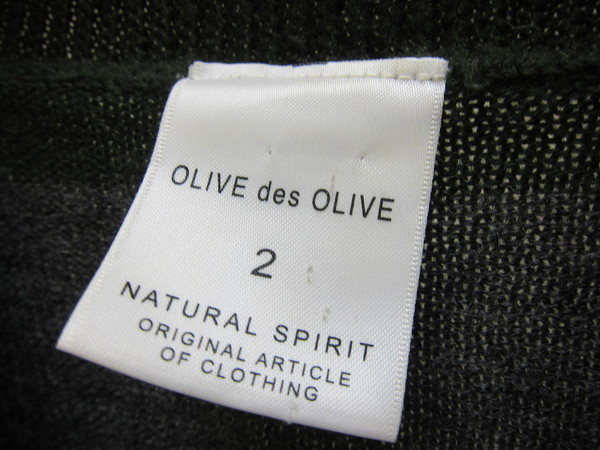 OLIVE des OLIVE
2
NATURAL SPIRIT
ORIGINAL ARTICLE
OF CLOTHING